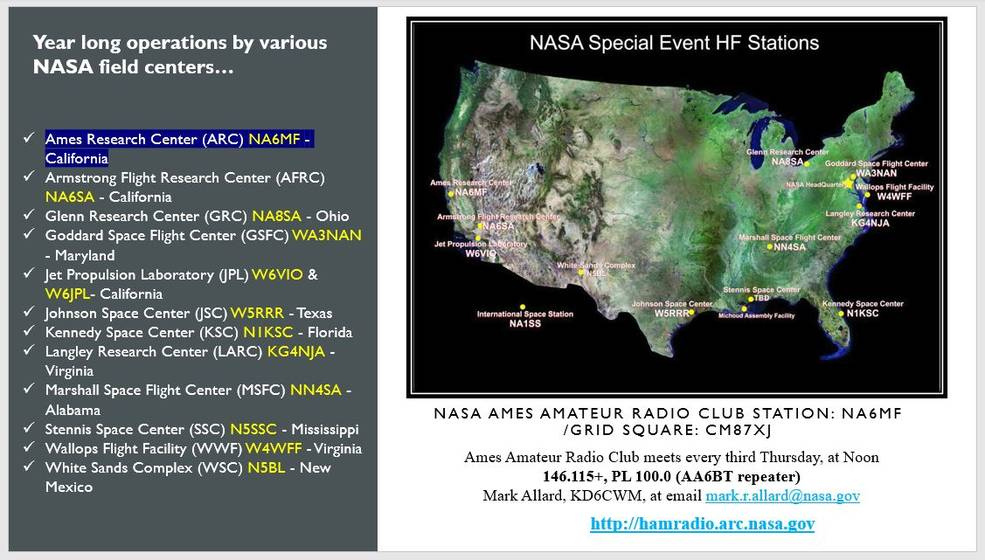 Year long operations by various
NASA field centers…
Ames Research Center (ARC) NA6MF -
California
Armstrong Flight Research Center (AFRC)
NA6SA - California
Glenn Research Center (GRC) NA8SA - Ohio
Goddard Space Flight Center (GSFC) WA3NAN
- Maryland
Jet Propulsion Laboratory (JPL) W6VIO &
W6JPL- California
Johnson Space Center (JSC) W5RRR - Texas
Kennedy Space Center (KSC) N1KSC - Florida
Langley Research Center (LARC) KG4NJA -
Virginia
Marshall Space Flight Center (MSFC) NN4SA -
Alabama
Stennis Space Center (SSC) N5SSC - Mississippi
Wallops Flight Facility (WWF) W4WFF - Virginia
White Sands Complex (WSC) N5BL - New
Mexico
NASA Special Event HF Stations
Glenn Research Center
NA8SA
Goddard Space Flight Center
WA3NAN
NASA HeadQuarter
Wallops Flight Facility
W4WFF
Langley Research Center
KG4NJA
Ames Research Center
NA6MF
Armstrong Flight Research Center
NA6SA
Jet Propulsion Laboratory
W6VIO
Marshall Space Flight Center
NN4SA
White Sands Complex
N5BL
Stennis Space Center
TBD
Johnson Space Center
W5RRR
Michoud Assembly Facility
Kennedy Space Center
N1KSC
International Space Station
NA1SS
NASA AMES AMATEUR RADIO CLUB STATION: NA6MF
/GRID SQUARE: CM87XJ
Ames Amateur Radio Club meets every third Thursday, at Noon
146.115+, PL 100.0 (AA6BT repeater)
Mark Allard, KD6CWM, at email mark.r.allard@nasa.gov
http://hamradio.arc.nasa.gov